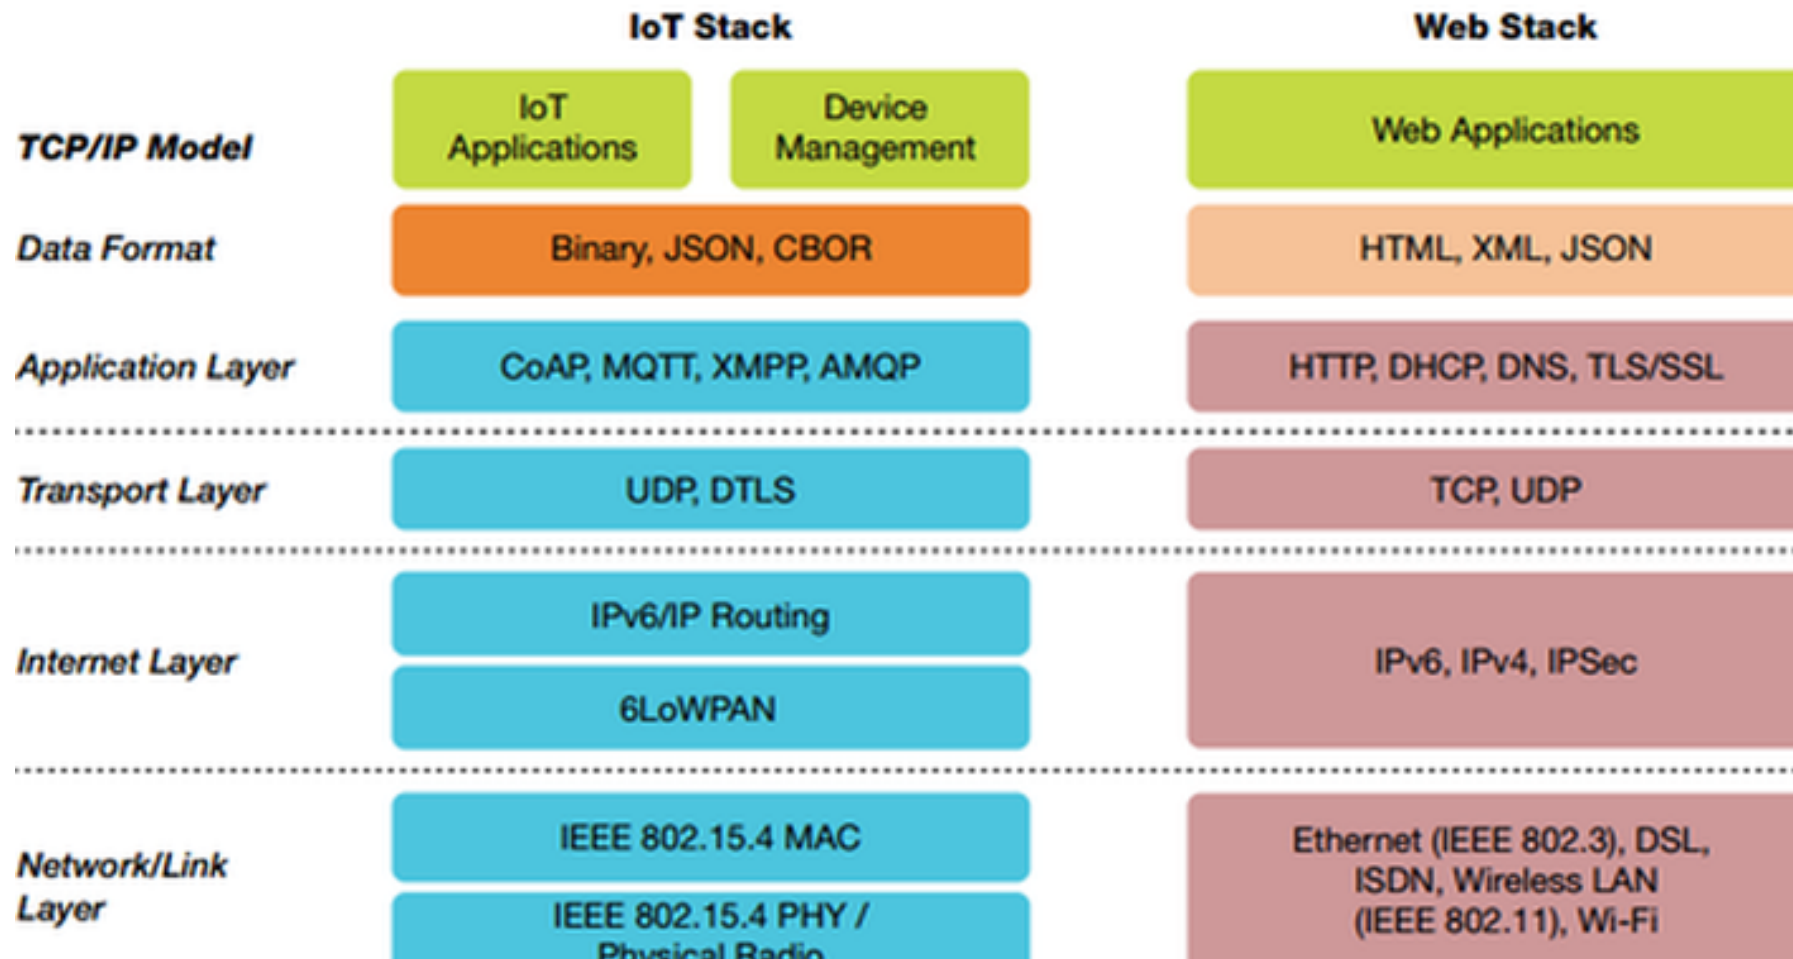 IoT Stack
Web Stack
TCP/IP Model
IoT
Applications
Device
Management
Web Applications
Data Format
Binary, JSON, CBOR
HTML, XML, JSON
Application Layer
CoAP, MQTT, XMPP, AMQP
HTTP, DHCP, DNS, TLS/SSL
Transport Layer
UDP, DTLS
TCP, UDP
Internet Layer
IPv6/IP Routing
6LoWPAN
IPv6, IPv4, IPSec
Network/Link
Layer
IEEE 802.15.4 MAC
IEEE 802.15.4 PHY /
Physical Radio
Ethernet (IEEE 802.3), DSL,
ISDN, Wireless LAN
(IEEE 802.11), Wi-Fi